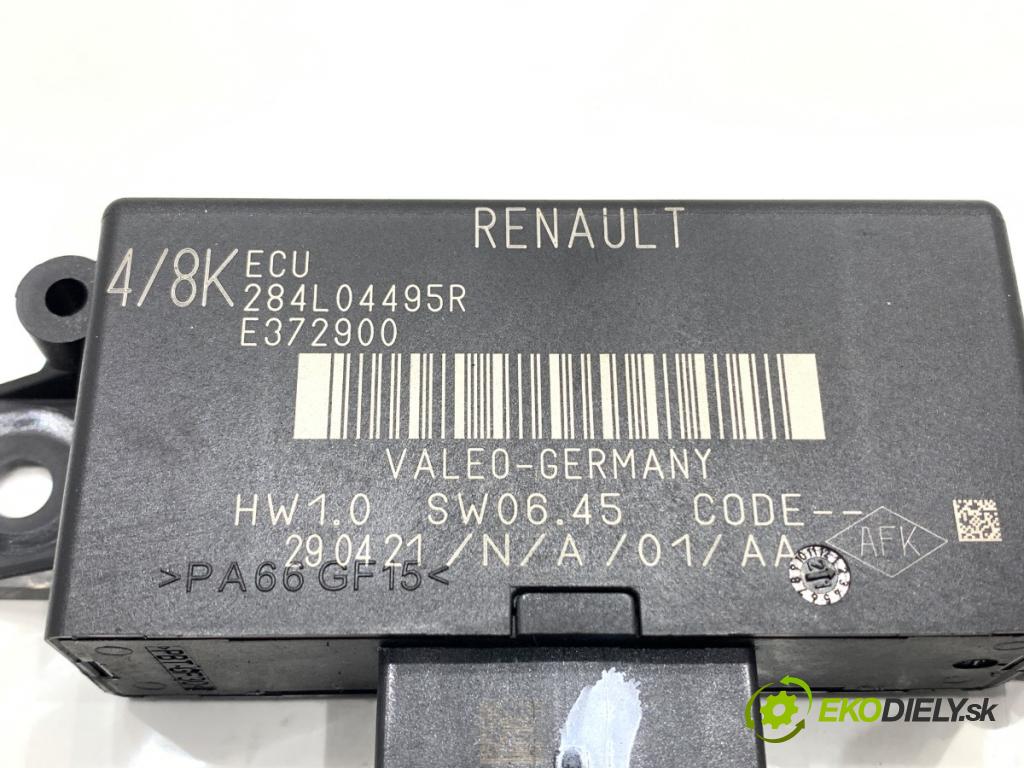 RENAULT
4/8K
ECU
284L04495R
E372900
VALEO-GERMANY
HW1.0 SW06.45 CODE--
290421/N/A/01/AA
AFK
>PA66 GF15<
EKODIELY.sk